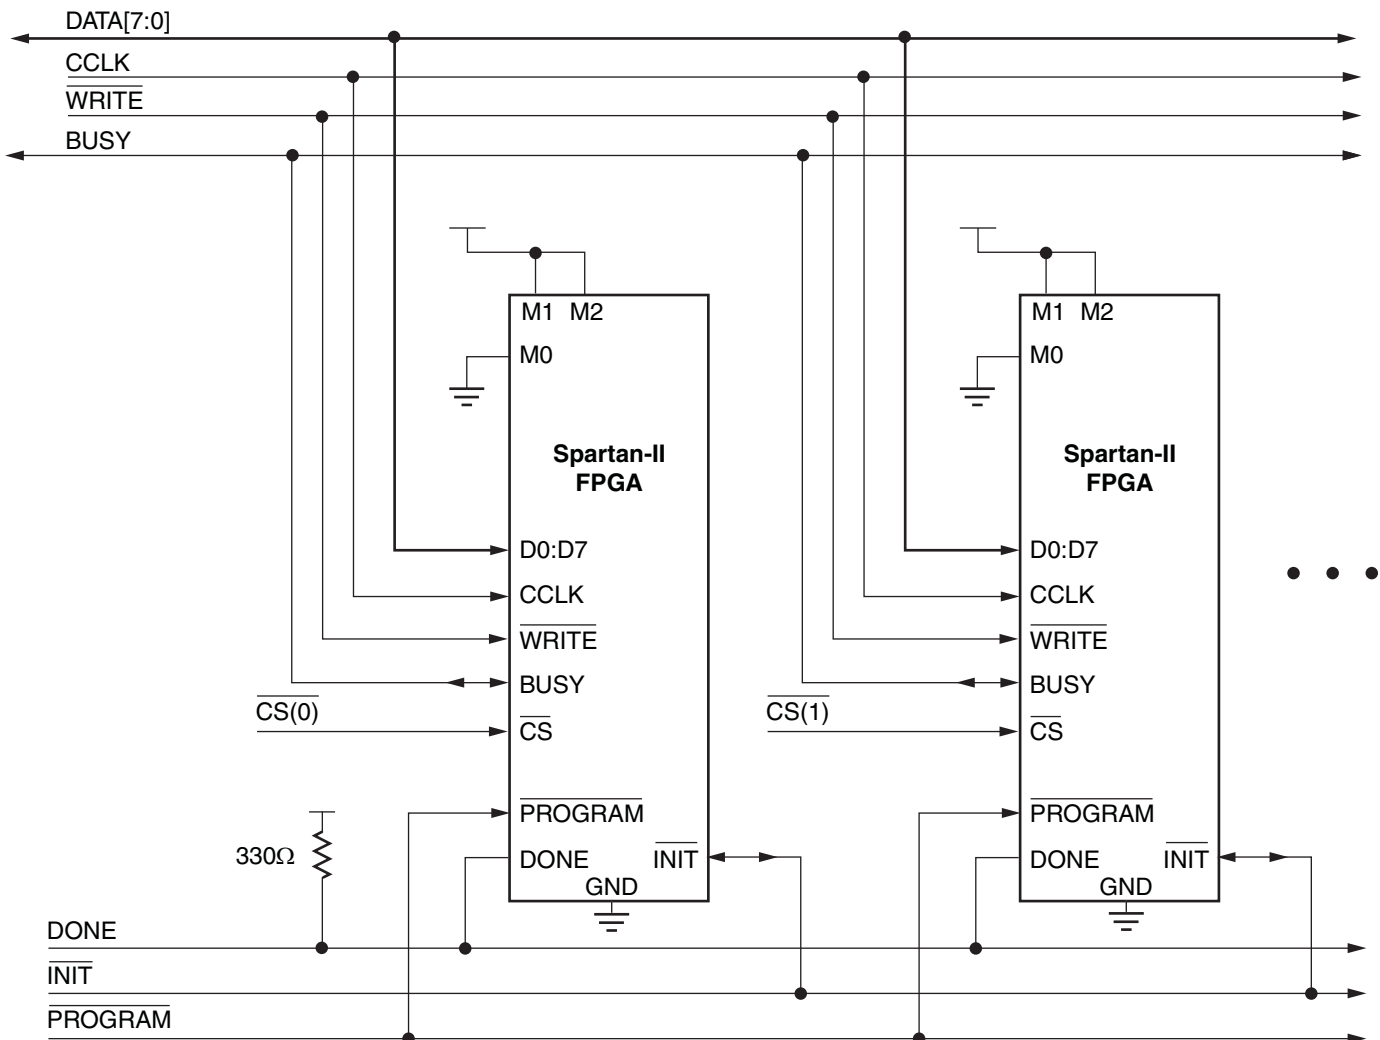 DATA[7:0]
CCLK
WRITE
BUSY
M1 M2
M0
Spartan-II
FPGA
D0:D7
CCLK
WRITE
BUSY
CS(0)
CS
PROGRAM
DONE INIT
GND
M1 M2
M0
Spartan-II
FPGA
D0:D7
CCLK
WRITE
BUSY
CS(1)
CS
PROGRAM
DONE INIT
GND
330Ω
DONE
INIT
PROGRAM